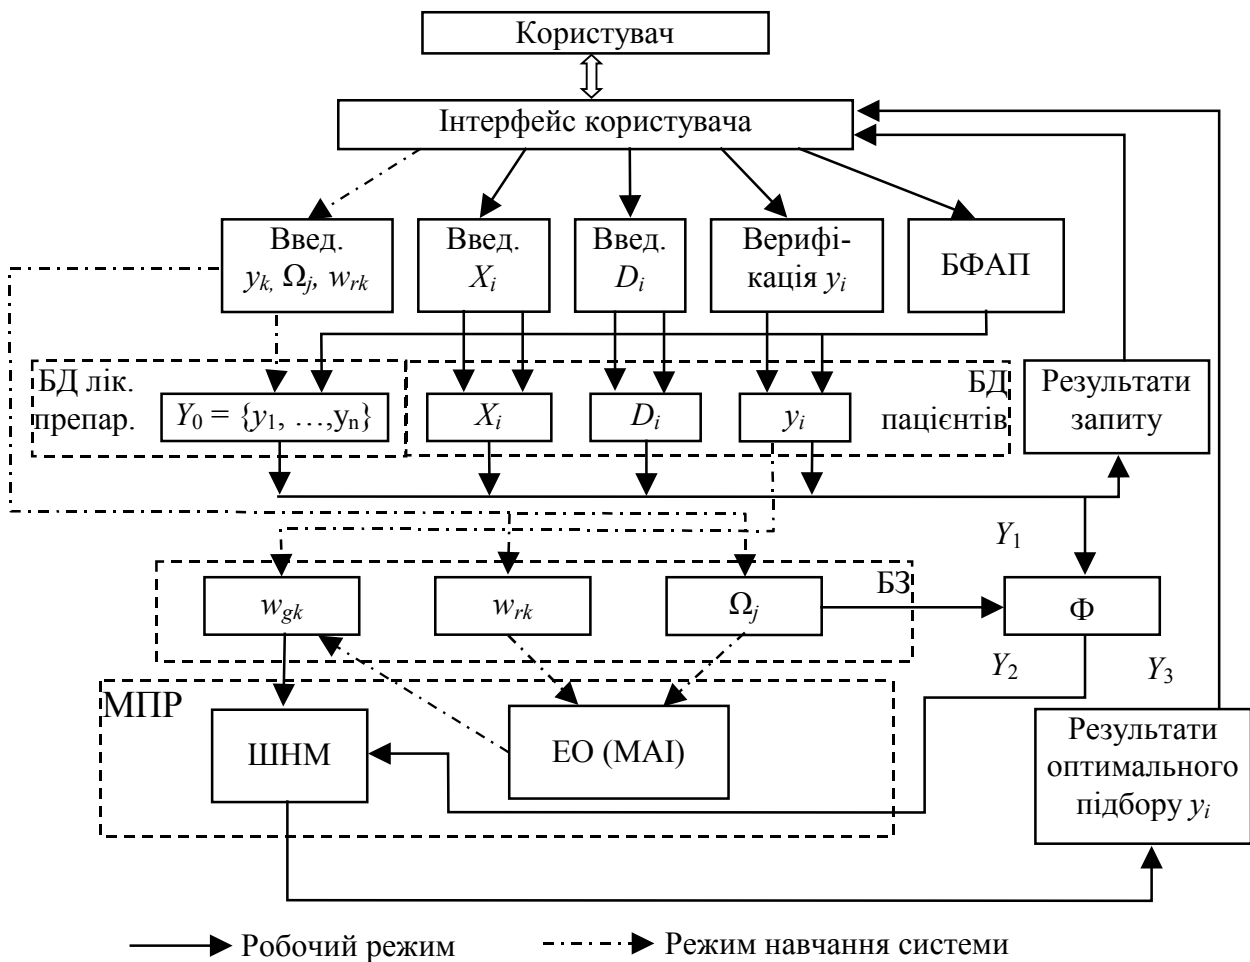 Користувач
Інтерфейс користувача
Введ.
yk, Ωj, wrk
Введ.
Xi
Введ.
Di
Верифі-
кація yi
БФАП
БД лік.
препар.
Y0 = {y1, …,yn}
Xi
Di
yi
БД
пацієнтів
Результати
запиту
Y1
wgk
wrk
Ωj
БЗ
Ф
Y2
Y3
МПР
ШНМ
ЕО (МАІ)
Результати
оптимального
підбору yi
Робочий режим
Режим навчання системи